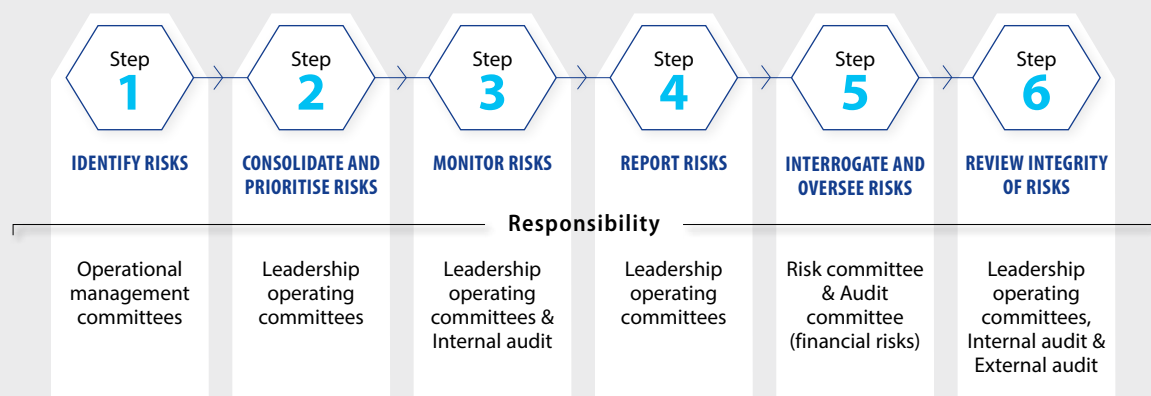 Step
1
Step
2
Step
3
Step
4
Step
5
Step
6
IDENTIFY RISKS
CONSOLIDATE AND
PRIORITISE RISKS
MONITOR RISKS
REPORT RISKS
INTERROGATE AND
OVERSEE RISKS
REVIEW INTEGRITY
OF RISKS
Responsibility
Operational
management
committees
Leadership
operating
committees
Leadership
operating
committees &
Internal audit
Leadership
operating
committees
Risk committee
& Audit
committee
(financial risks)
Leadership
operating
committees,
Internal audit &
External audit